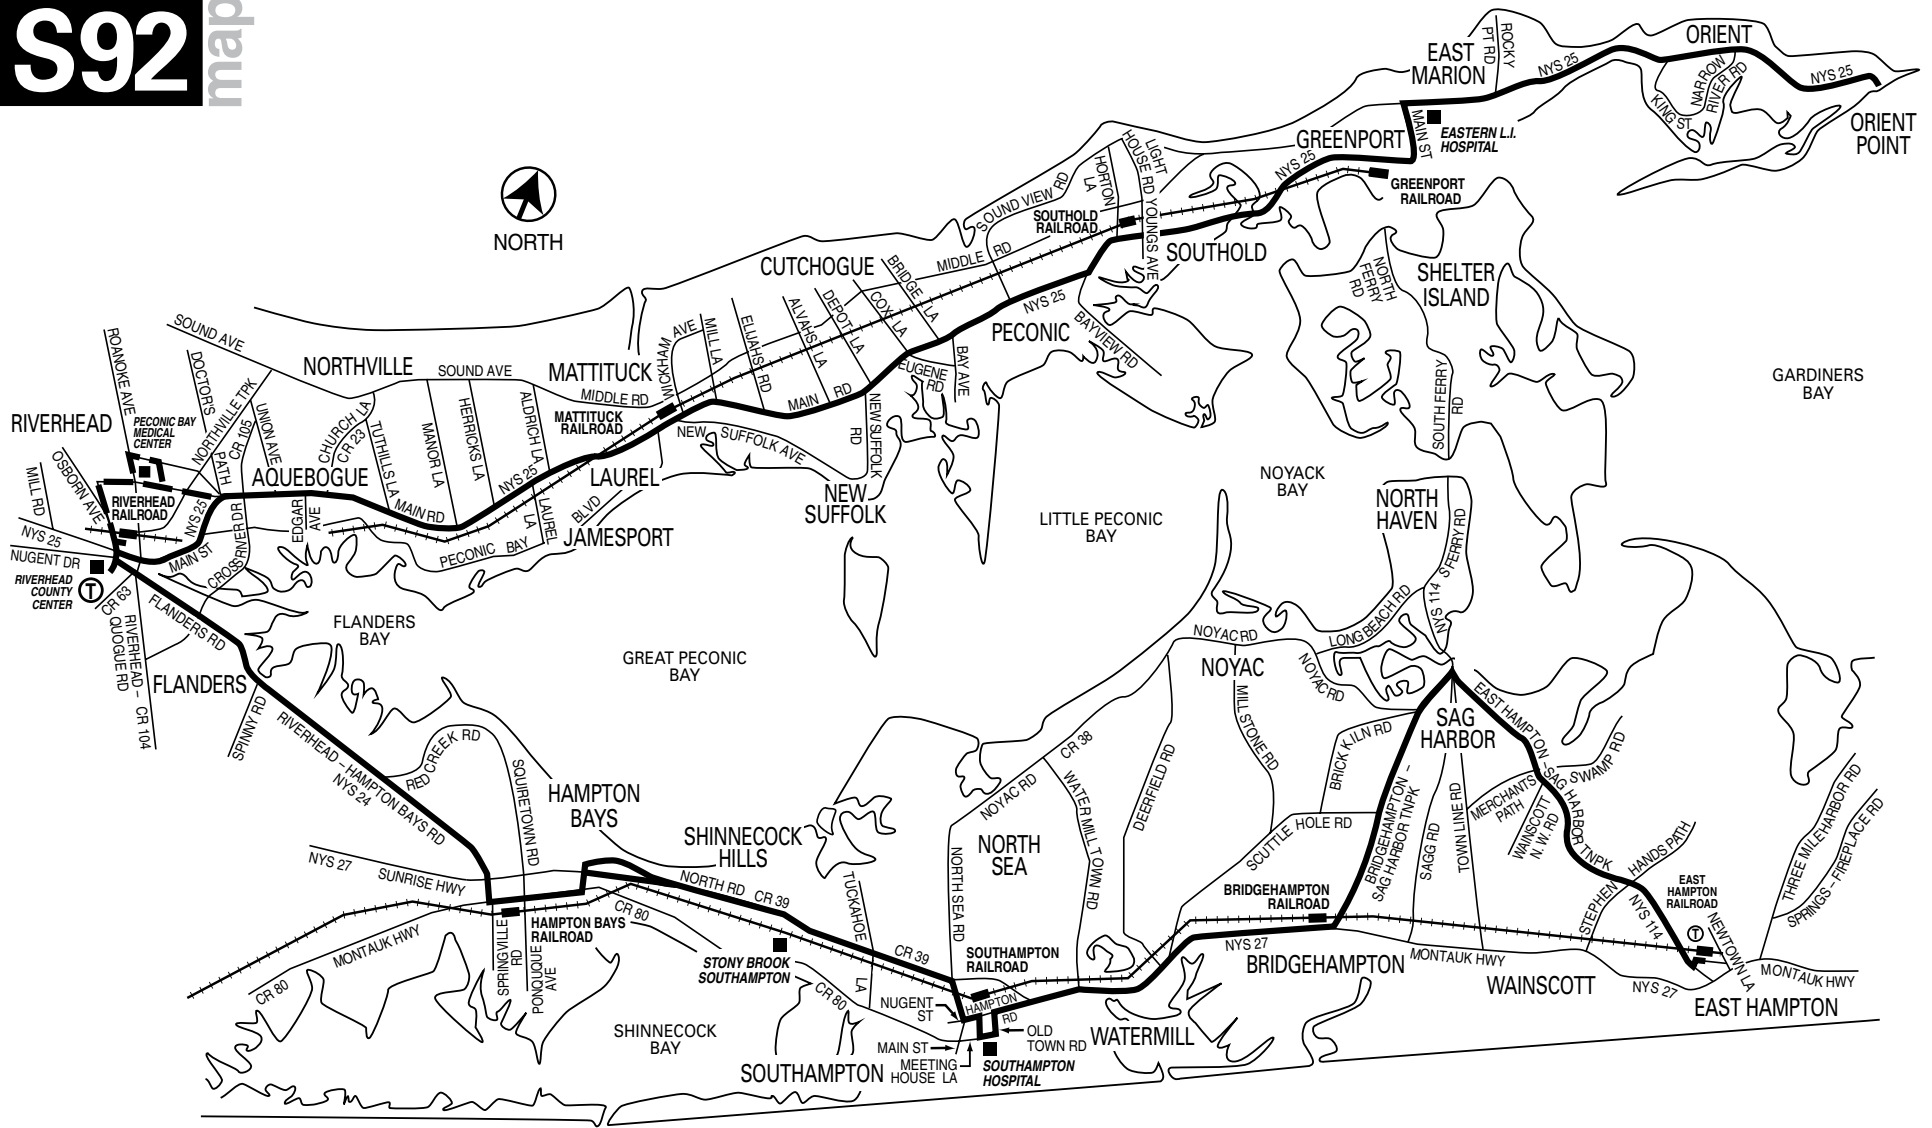 S92
map
NORTH
ORIENT
EAST
MARION
ROCKY
PT RD
NYS 25
NARROW
RIVER RD
KING ST
NYS 25
ORIENT
POINT
MAIN ST
EASTERN L.I.
HOSPITAL
GREENPORT
NYS 25
GREENPORT
RAILROAD
LIGHT
HOUSE RD
YOUNGS AVE
HORTON
LA
SOUND VIEW RD
SOUTHOLD
RAILROAD
SOUTHOLD
MIDDLE RD
CUTCHOGUE
BRIDGE LA
COX LA
DEPOT LA
ALVAHS LA
ELIJAHS RD
MILL LA
WICKHAM AVE
NYS 25
PECONIC
BAYVIEW RD
BAY AVE
EUGENE
RD
MAIN RD
NORTH
FERRY
RD
SHELTER
ISLAND
SOUTH FERRY RD
GARDINERS
BAY
SOUND AVE
ROANOKE AVE
DOCTOR'S PATH
NORTHVILLE TPK
CR 105
UNION AVE
NORTHVILLE
SOUND AVE
MATTITUCK
MIDDLE RD
MATTITUCK
RAILROAD
CHURCH LA
CR 23
TUTHILLS LA
MANOR LA
HERRICKS LA
ALDRICH LA
RIVERHEAD
PECONIC BAY
MEDICAL
CENTER
OSBORN AVE
MILL RD
RIVERHEAD
RAILROAD
AQUEBOGUE
NYS 25
LAUREL
NEW SUFFOLK AVE
NEW SUFFOLK RD
NEW
SUFFOLK
NYS 25
MAIN RD
EDGAR
AVE
LAUREL
LA
PECONIC BAY BLVD
JAMESPORT
NYS 25
NUGENT DR
MAIN ST
CROSS RIVER DR
RIVERHEAD
COUNTY
CENTER
T
CR 63
FLANDERS RD
RIVERHEAD –
QUOGUE RD
CR 104
FLANDERS
BAY
GREAT PECONIC
BAY
LITTLE PECONIC
BAY
NOYACK
BAY
NORTH
HAVEN
S FERRY RD
NYS 114
LONG BEACH RD
NOYAC RD
NOYAC
NOYAC RD
FLANDERS
SPINNY RD
RIVERHEAD – HAMPTON BAYS RD
NYS 24
RED CREEK RD
SQUIRETOWN RD
HAMPTON
BAYS
SHINNECOCK
HILLS
NYS 27
SUNRISE HWY
NORTH RD CR 39
CR 80
HAMPTON BAYS
RAILROAD
MONTAUK HWY
CR 80
SPRINGVILLE
RD
PONQUOGUE
AVE
STONY BROOK
SOUTHAMPTON
SHINNECOCK
BAY
TUCKAHOE LA
CR 39
CR 80
NORTH
SEA
NOYAC RD
CR 38
NORTH SEA RD
WATER MILL TOWN RD
DEERFIELD RD
MILL STONE RD
BRICK KILN RD
SCUTTLE HOLE RD
SAG
HARBOR
EAST HAMPTON – SAG HARBOR TNPK
BRIDGEHAMPTON –
SAG HARBOR TNPK
SAGG RD
TOWN LINE RD
MERCHANTS
PATH
WAINSCOTT
N.W. RD
SWAMP RD
STEPHEN HANDS PATH
NYS 114
THREE MILE HARBOR RD
SPRINGS – FIREPLACE RD
EAST
HAMPTON
RAILROAD
T
NEWTOWN LA
MONTAUK HWY
EAST HAMPTON
NYS 27
WAINSCOTT
MONTAUK HWY
BRIDGEHAMPTON
RAILROAD
NYS 27
BRIDGEHAMPTON
SOUTHAMPTON
RAILROAD
HAMPTON
RD
NUGENT
ST
MAIN ST
MEETING
HOUSE LA
OLD
TOWN RD
SOUTHAMPTON
HOSPITAL
WATERMILL
SOUTHAMPTON